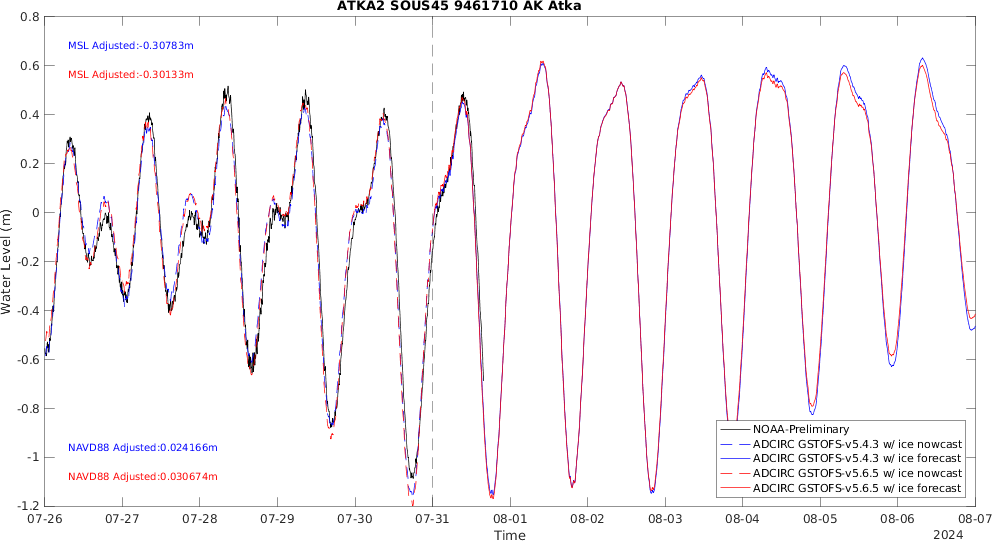 ATKA2 SOUS45 9461710 AK Atka
Water Level (m)
0.8
0.6
0.4
0.2
0
-0.2
-0.4
-0.6
-0.8
-1
-1.2
MSL Adjusted:-0.30783m
MSL Adjusted:-0.30133m
NAVD88 Adjusted:0.024166m
NAVD88 Adjusted:0.030674m
NOAA-Preliminary
ADCIRC GSTOFS-v5.4.3 w/ ice nowcast
ADCIRC GSTOFS-v5.4.3 w/ ice forecast
ADCIRC GSTOFS-v5.6.5 w/ ice nowcast
ADCIRC GSTOFS-v5.6.5 w/ ice forecast
07-26 07-27 07-28 07-29 07-30 07-31 08-01 08-02 08-03 08-04 08-05 08-06 08-07
Time
2024